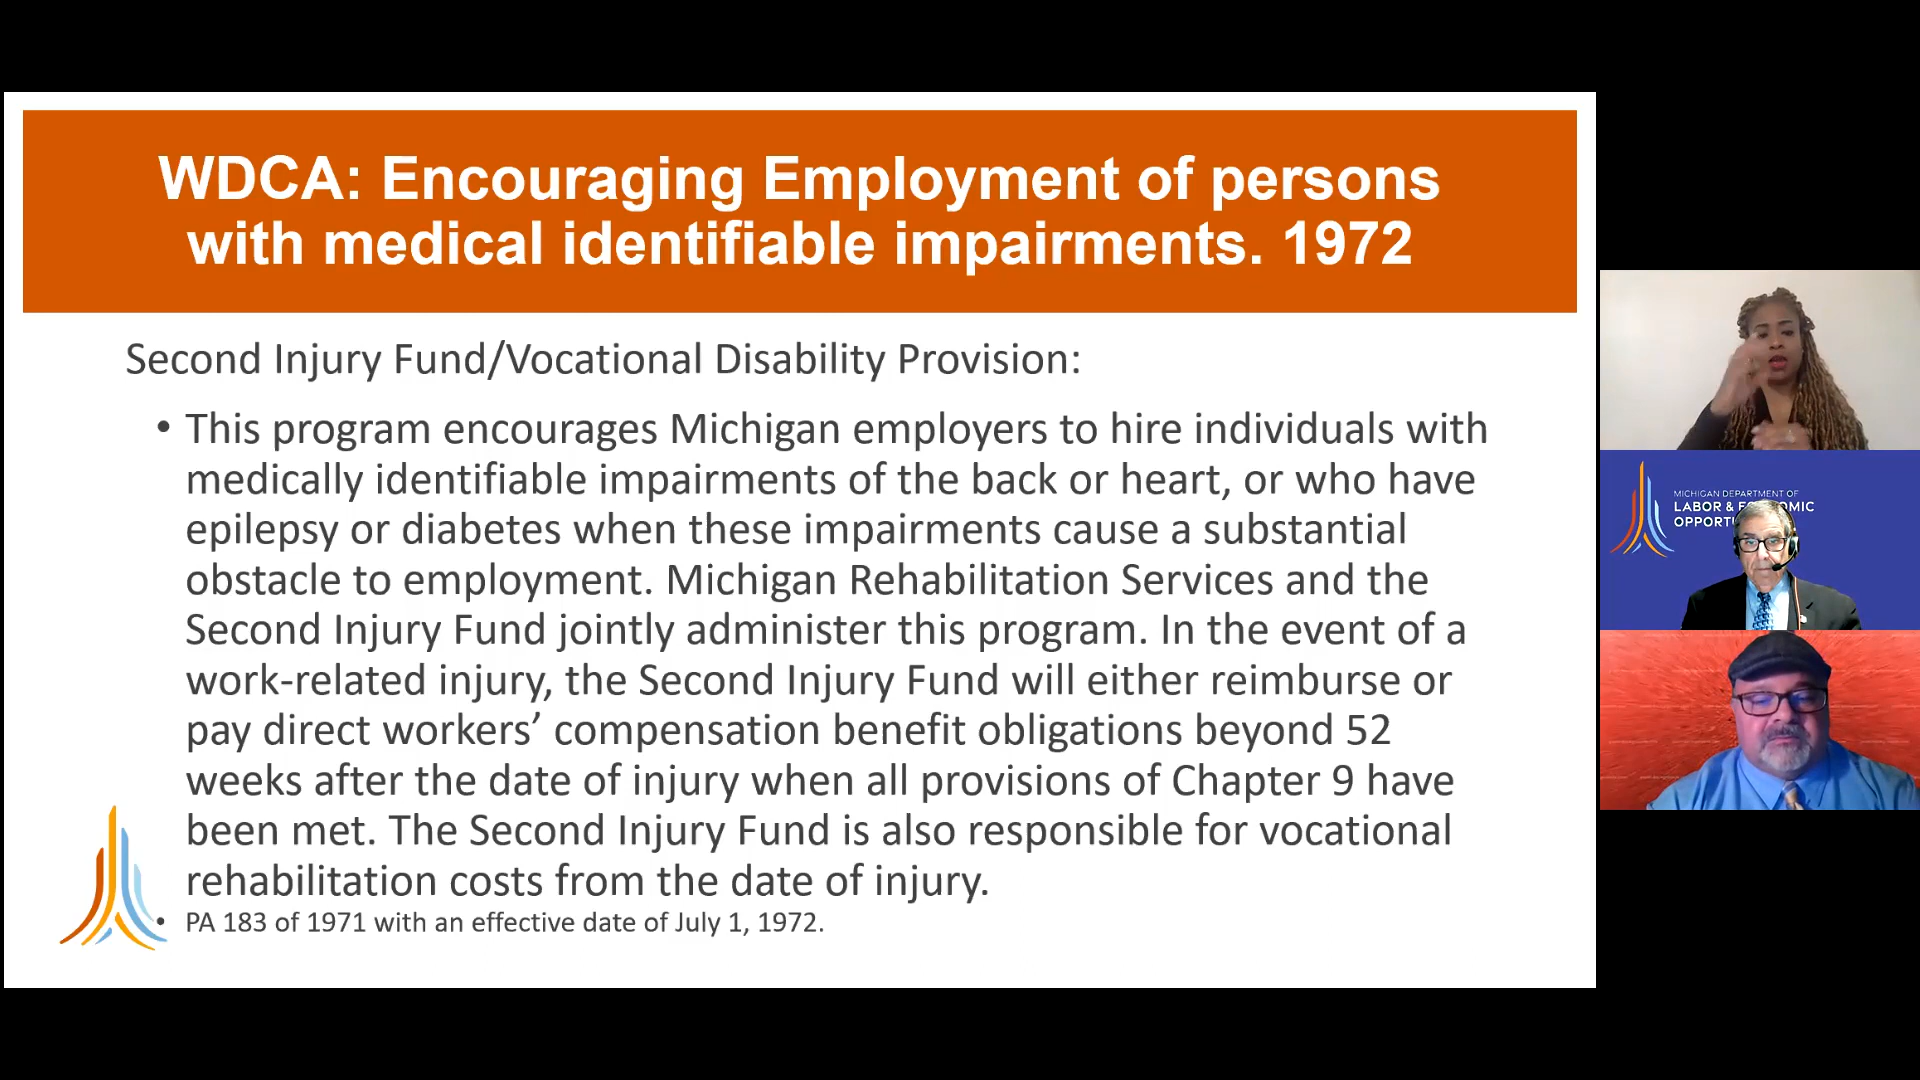 WDCA: Encouraging Employment of persons
with medical identifiable impairments. 1972
Second Injury Fund/Vocational Disability Provision:
• This program encourages Michigan employers to hire individuals with
medically identifiable impairments of the back or heart, or who have
epilepsy or diabetes when these impairments cause a substantial
obstacle to employment. Michigan Rehabilitation Services and the
Second Injury Fund jointly administer this program. In the event of a
work-related injury, the Second Injury Fund will either reimburse or
pay direct workers’ compensation benefit obligations beyond 52
weeks after the date of injury when all provisions of Chapter 9 have
been met. The Second Injury Fund is also responsible for vocational
rehabilitation costs from the date of injury.
• PA 183 of 1971 with an effective date of July 1, 1972.
MICHIGAN DEPARTMENT OF
LABOR &